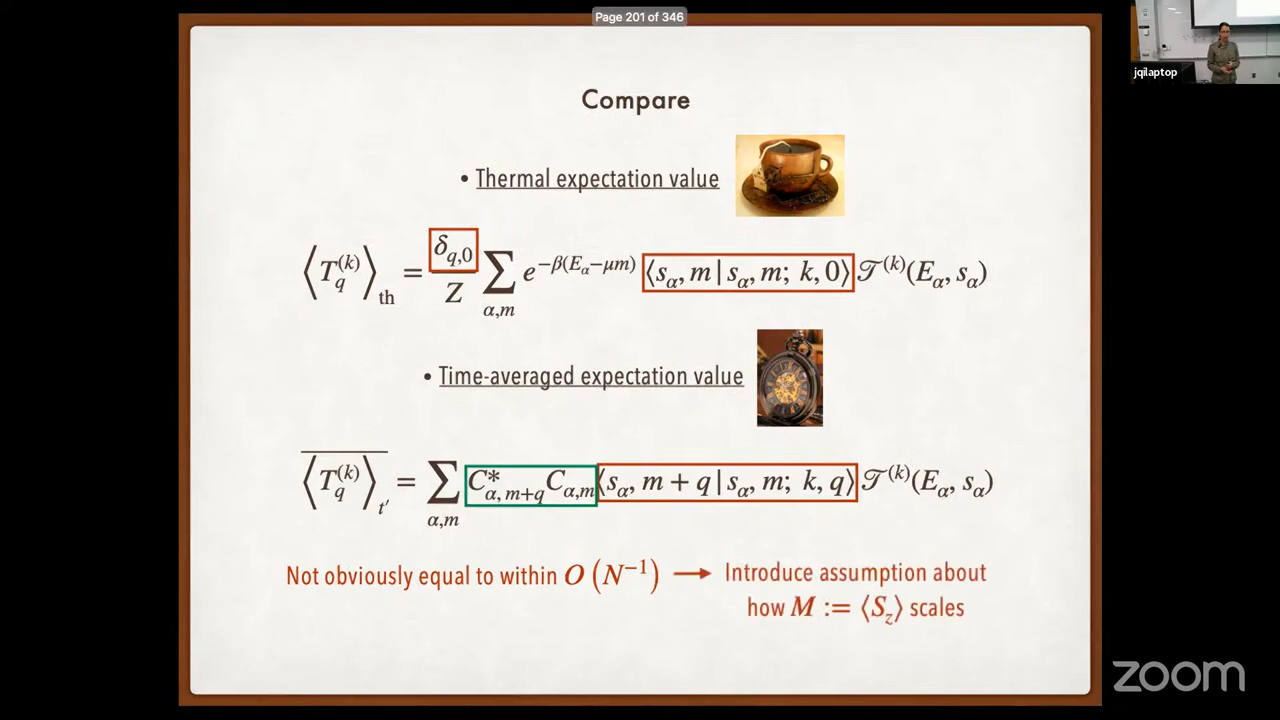 Page 201 of 346
jqilaptop
Compare
• Thermal expectation value
⟨T_q^{(k)}⟩_{th} = \frac{δ_{q,0}}{Z} ∑_{α,m} e^{−β(E_α−μm)} ⟨s_α, m | s_α, m; k, 0⟩ 𝒯^{(k)}(E_α, s_α)
• Time-averaged expectation value
\overline{⟨T_q^{(k)}⟩}_{t′} = ∑_{α,m} C^*_{α, m+q} C_{α,m} ⟨s_α, m + q | s_α, m; k, q⟩ 𝒯^{(k)}(E_α, s_α)
Not obviously equal to within O (N^{−1}) → Introduce assumption about
how M := ⟨S_z⟩ scales
zoom